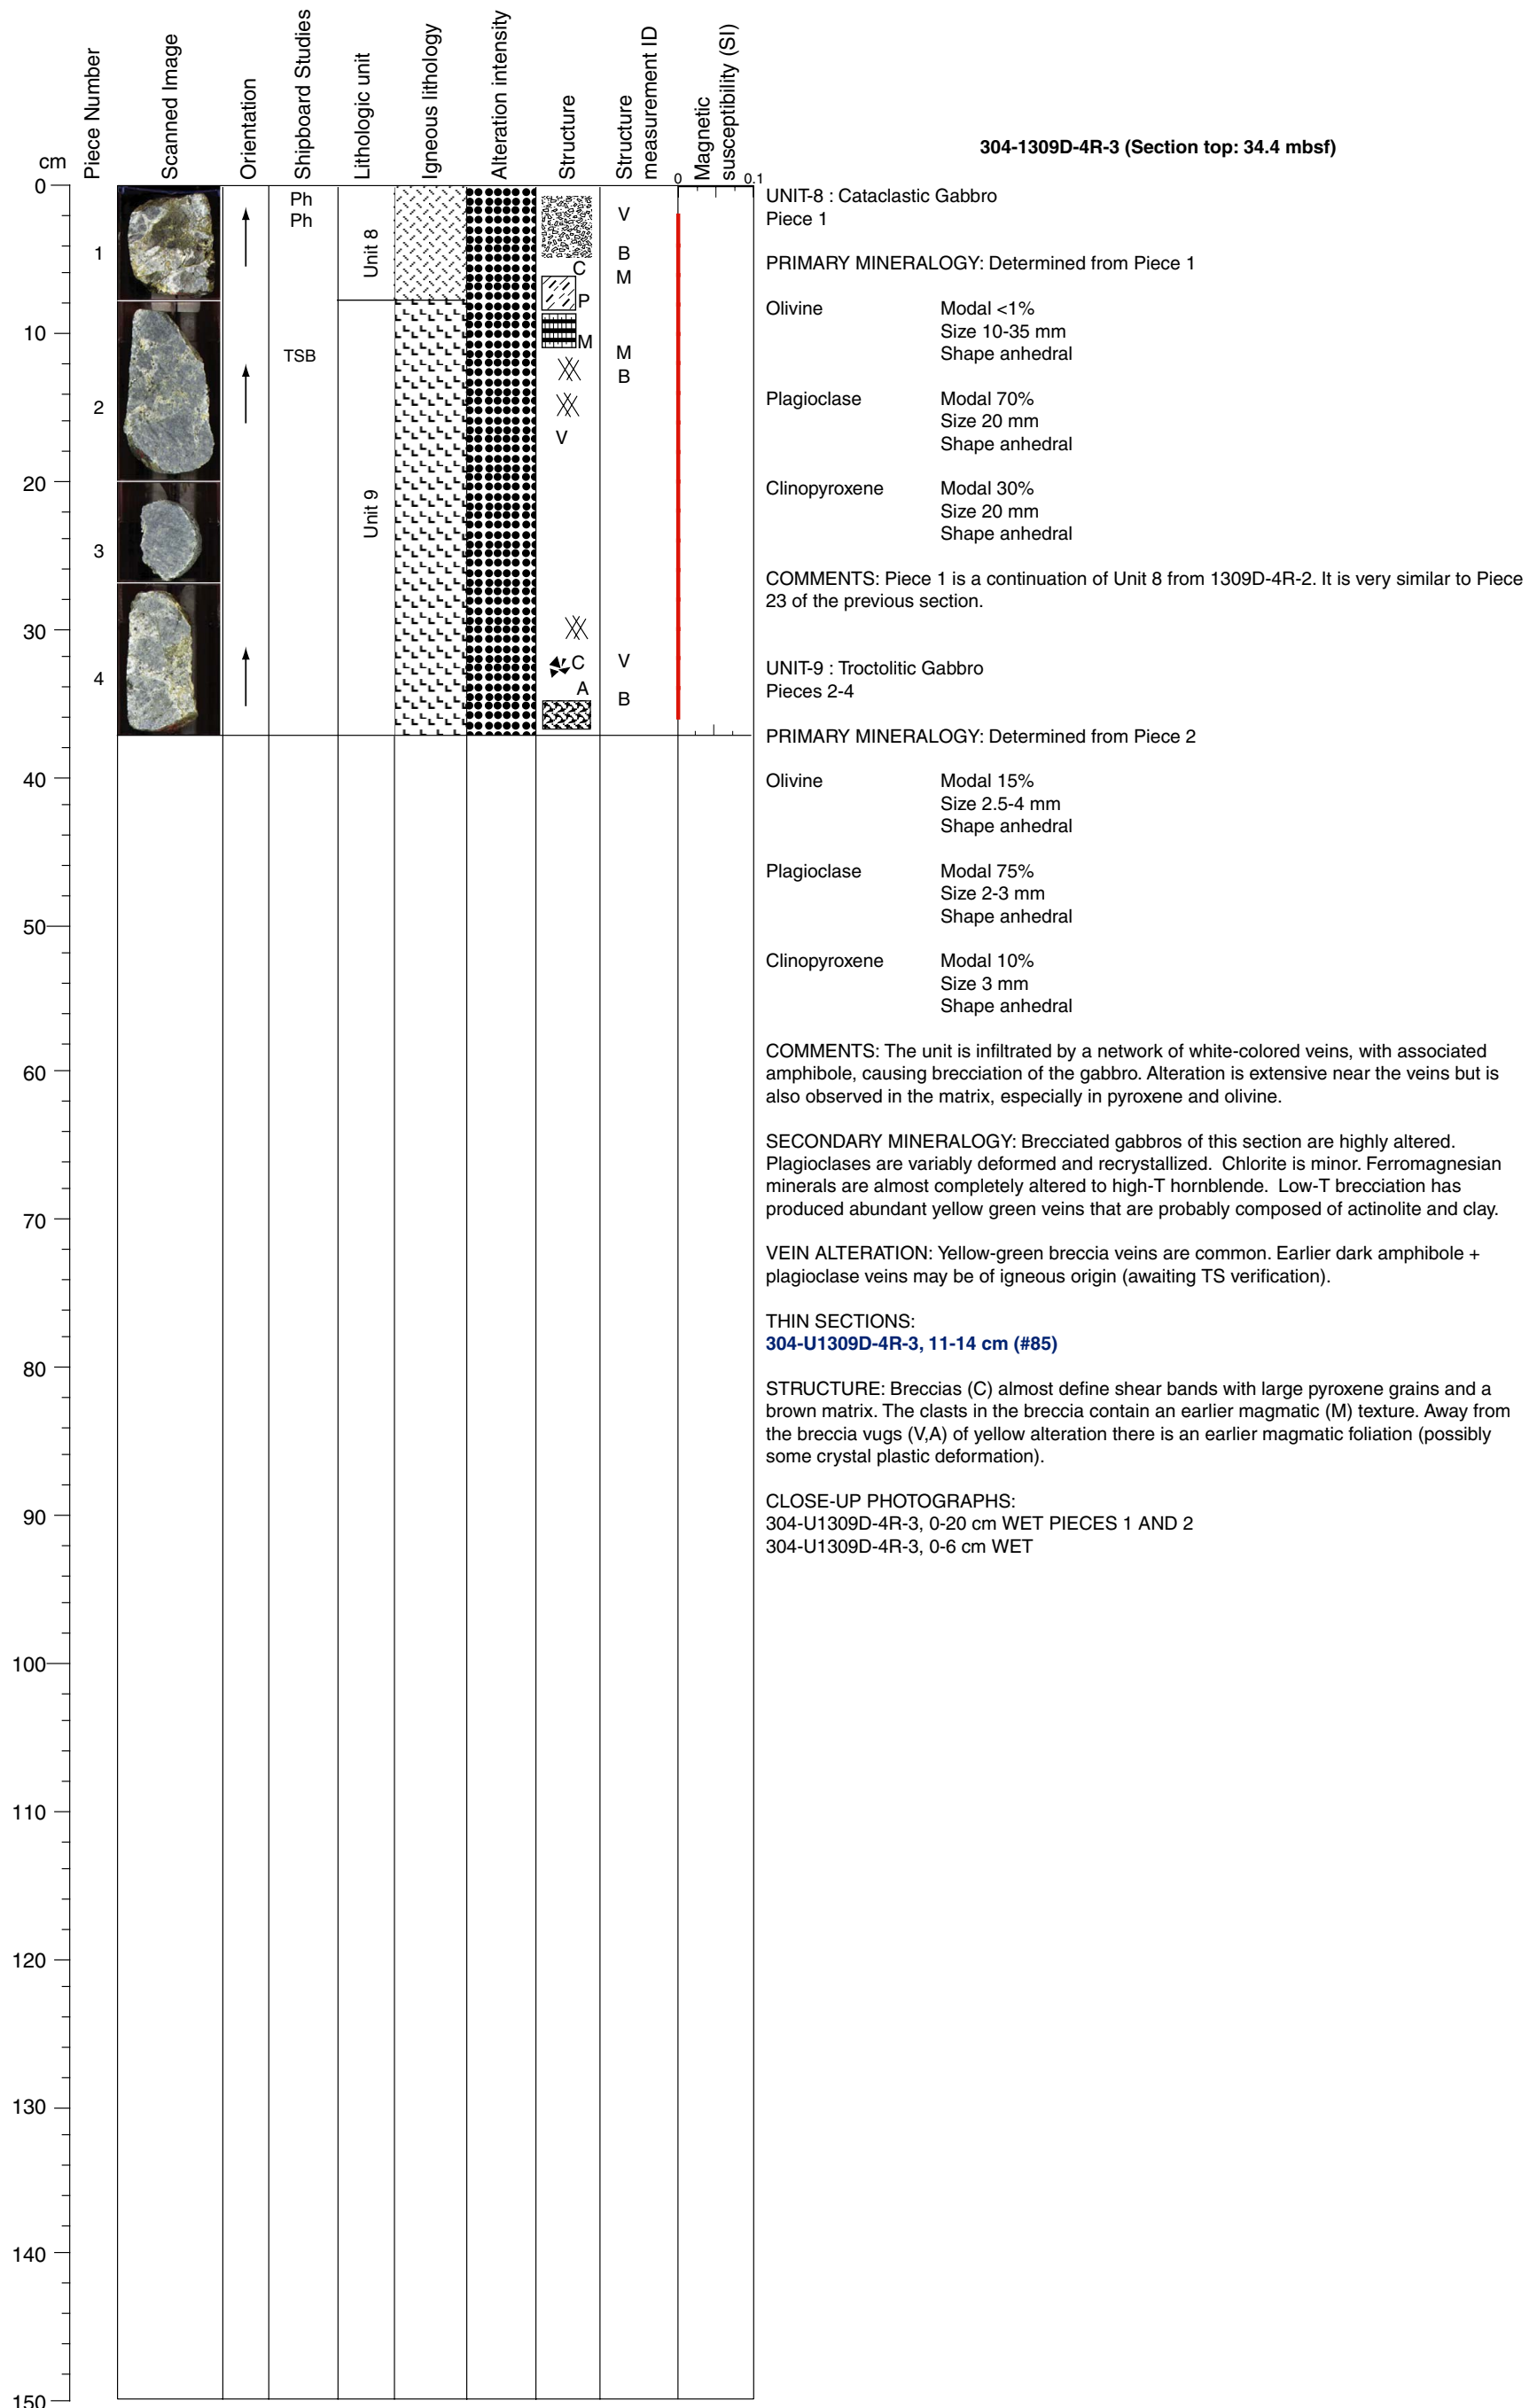 cm
Piece Number
Scanned Image
Orientation
Shipboard Studies
Lithologic unit
Igneous lithology
Alteration intensity
Structure
Structure
measurement ID
Magnetic
susceptibility (SI)
0
0.1
0
10
20
30
40
50
60
70
80
90
100
110
120
130
140
150
1
2
3
4
Ph
Ph
TSB
Unit 8
Unit 9
C
P
M
V
C
A
V
B
M
M
B
V
B
304-1309D-4R-3 (Section top: 34.4 mbsf)
UNIT-8 : Cataclastic Gabbro
Piece 1
PRIMARY MINERALOGY: Determined from Piece 1
Olivine Modal <1%
Size 10-35 mm
Shape anhedral
Plagioclase Modal 70%
Size 20 mm
Shape anhedral
Clinopyroxene Modal 30%
Size 20 mm
Shape anhedral
COMMENTS: Piece 1 is a continuation of Unit 8 from 1309D-4R-2. It is very similar to Piece
23 of the previous section.
UNIT-9 : Troctolitic Gabbro
Pieces 2-4
PRIMARY MINERALOGY: Determined from Piece 2
Olivine Modal 15%
Size 2.5-4 mm
Shape anhedral
Plagioclase Modal 75%
Size 2-3 mm
Shape anhedral
Clinopyroxene Modal 10%
Size 3 mm
Shape anhedral
COMMENTS: The unit is infiltrated by a network of white-colored veins, with associated
amphibole, causing brecciation of the gabbro. Alteration is extensive near the veins but is
also observed in the matrix, especially in pyroxene and olivine.
SECONDARY MINERALOGY: Brecciated gabbros of this section are highly altered.
Plagioclases are variably deformed and recrystallized. Chlorite is minor. Ferromagnesian
minerals are almost completely altered to high-T hornblende. Low-T brecciation has
produced abundant yellow green veins that are probably composed of actinolite and clay.
VEIN ALTERATION: Yellow-green breccia veins are common. Earlier dark amphibole +
plagioclase veins may be of igneous origin (awaiting TS verification).
THIN SECTIONS:
304-U1309D-4R-3, 11-14 cm (#85)
STRUCTURE: Breccias (C) almost define shear bands with large pyroxene grains and a
brown matrix. The clasts in the breccia contain an earlier magmatic (M) texture. Away from
the breccia vugs (V,A) of yellow alteration there is an earlier magmatic foliation (possibly
some crystal plastic deformation).
CLOSE-UP PHOTOGRAPHS:
304-U1309D-4R-3, 0-20 cm WET PIECES 1 AND 2
304-U1309D-4R-3, 0-6 cm WET